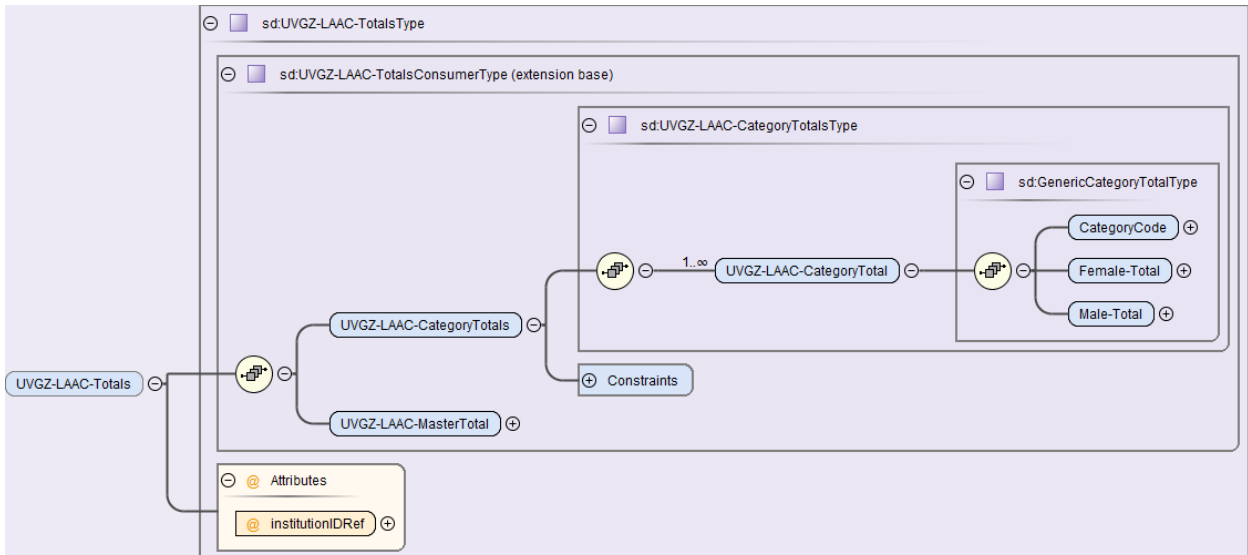 sd:UVGZ-LAAC-TotalsType
sd:UVGZ-LAAC-TotalsConsumerType (extension base)
sd:UVGZ-LAAC-CategoryTotalsType
sd:GenericCategoryTotalType
CategoryCode
1..∞
UVGZ-LAAC-CategoryTotal
Female-Total
Male-Total
UVGZ-LAAC-CategoryTotals
Constraints
UVGZ-LAAC-Totals
UVGZ-LAAC-MasterTotal
@ Attributes
@ institutionIDRef